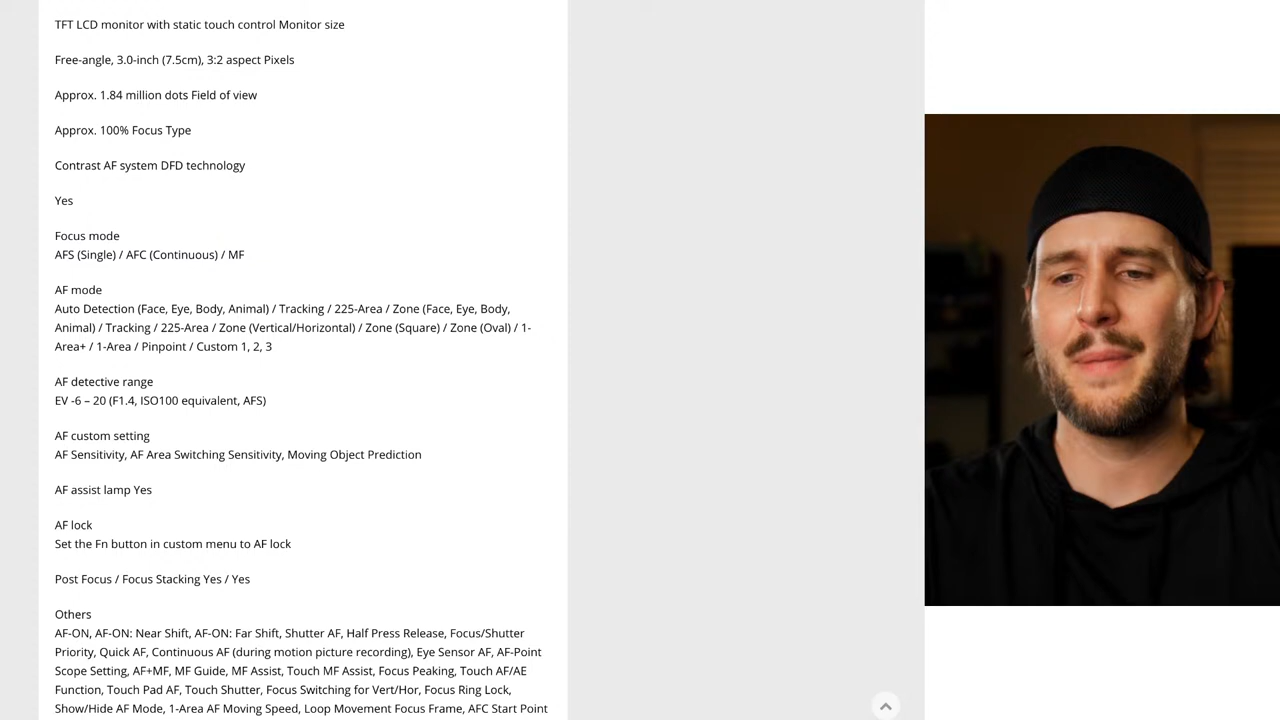 TFT LCD monitor with static touch control Monitor size
Free-angle, 3.0-inch (7.5cm), 3:2 aspect Pixels
Approx. 1.84 million dots Field of view
Approx. 100% Focus Type
Contrast AF system DFD technology
Yes
Focus mode
AFS (Single) / AFC (Continuous) / MF
AF mode
Auto Detection (Face, Eye, Body, Animal) / Tracking / 225-Area / Zone (Face, Eye, Body,
Animal) / Tracking / 225-Area / Zone (Vertical/Horizontal) / Zone (Square) / Zone (Oval) / 1-
Area+ / 1-Area / Pinpoint / Custom 1, 2, 3
AF detective range
EV -6 – 20 (F1.4, ISO100 equivalent, AFS)
AF custom setting
AF Sensitivity, AF Area Switching Sensitivity, Moving Object Prediction
AF assist lamp Yes
AF lock
Set the Fn button in custom menu to AF lock
Post Focus / Focus Stacking Yes / Yes
Others
AF-ON, AF-ON: Near Shift, AF-ON: Far Shift, Shutter AF, Half Press Release, Focus/Shutter
Priority, Quick AF, Continuous AF (during motion picture recording), Eye Sensor AF, AF-Point
Scope Setting, AF+MF, MF Guide, MF Assist, Touch MF Assist, Focus Peaking, Touch AF/AE
Function, Touch Pad AF, Touch Shutter, Focus Switching for Vert/Hor, Focus Ring Lock,
Show/Hide AF Mode, 1-Area AF Moving Speed, Loop Movement Focus Frame, AFC Start Point